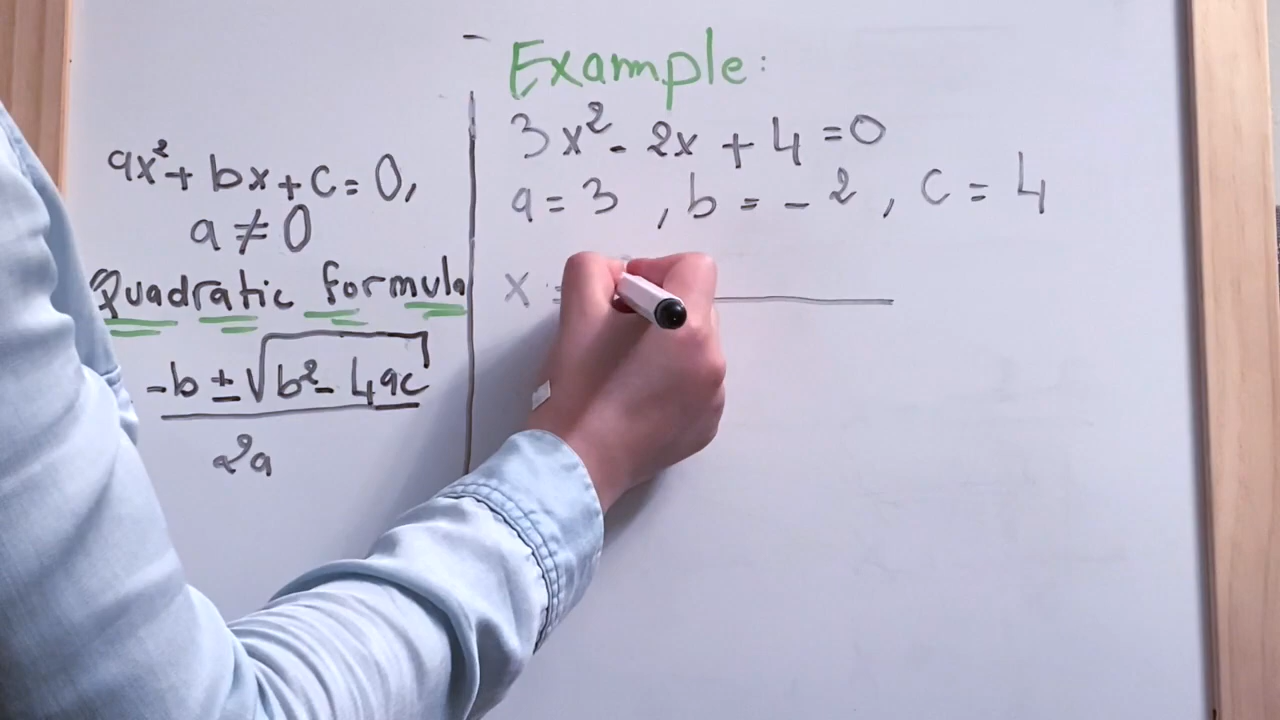 ax²+ bx + c = 0,
a ≠ 0
Quadratic formula
-b ± √b² - 4ac
2a
Example:
3x² - 2x + 4 = 0
a = 3 , b = - 2 , c = 4
x =